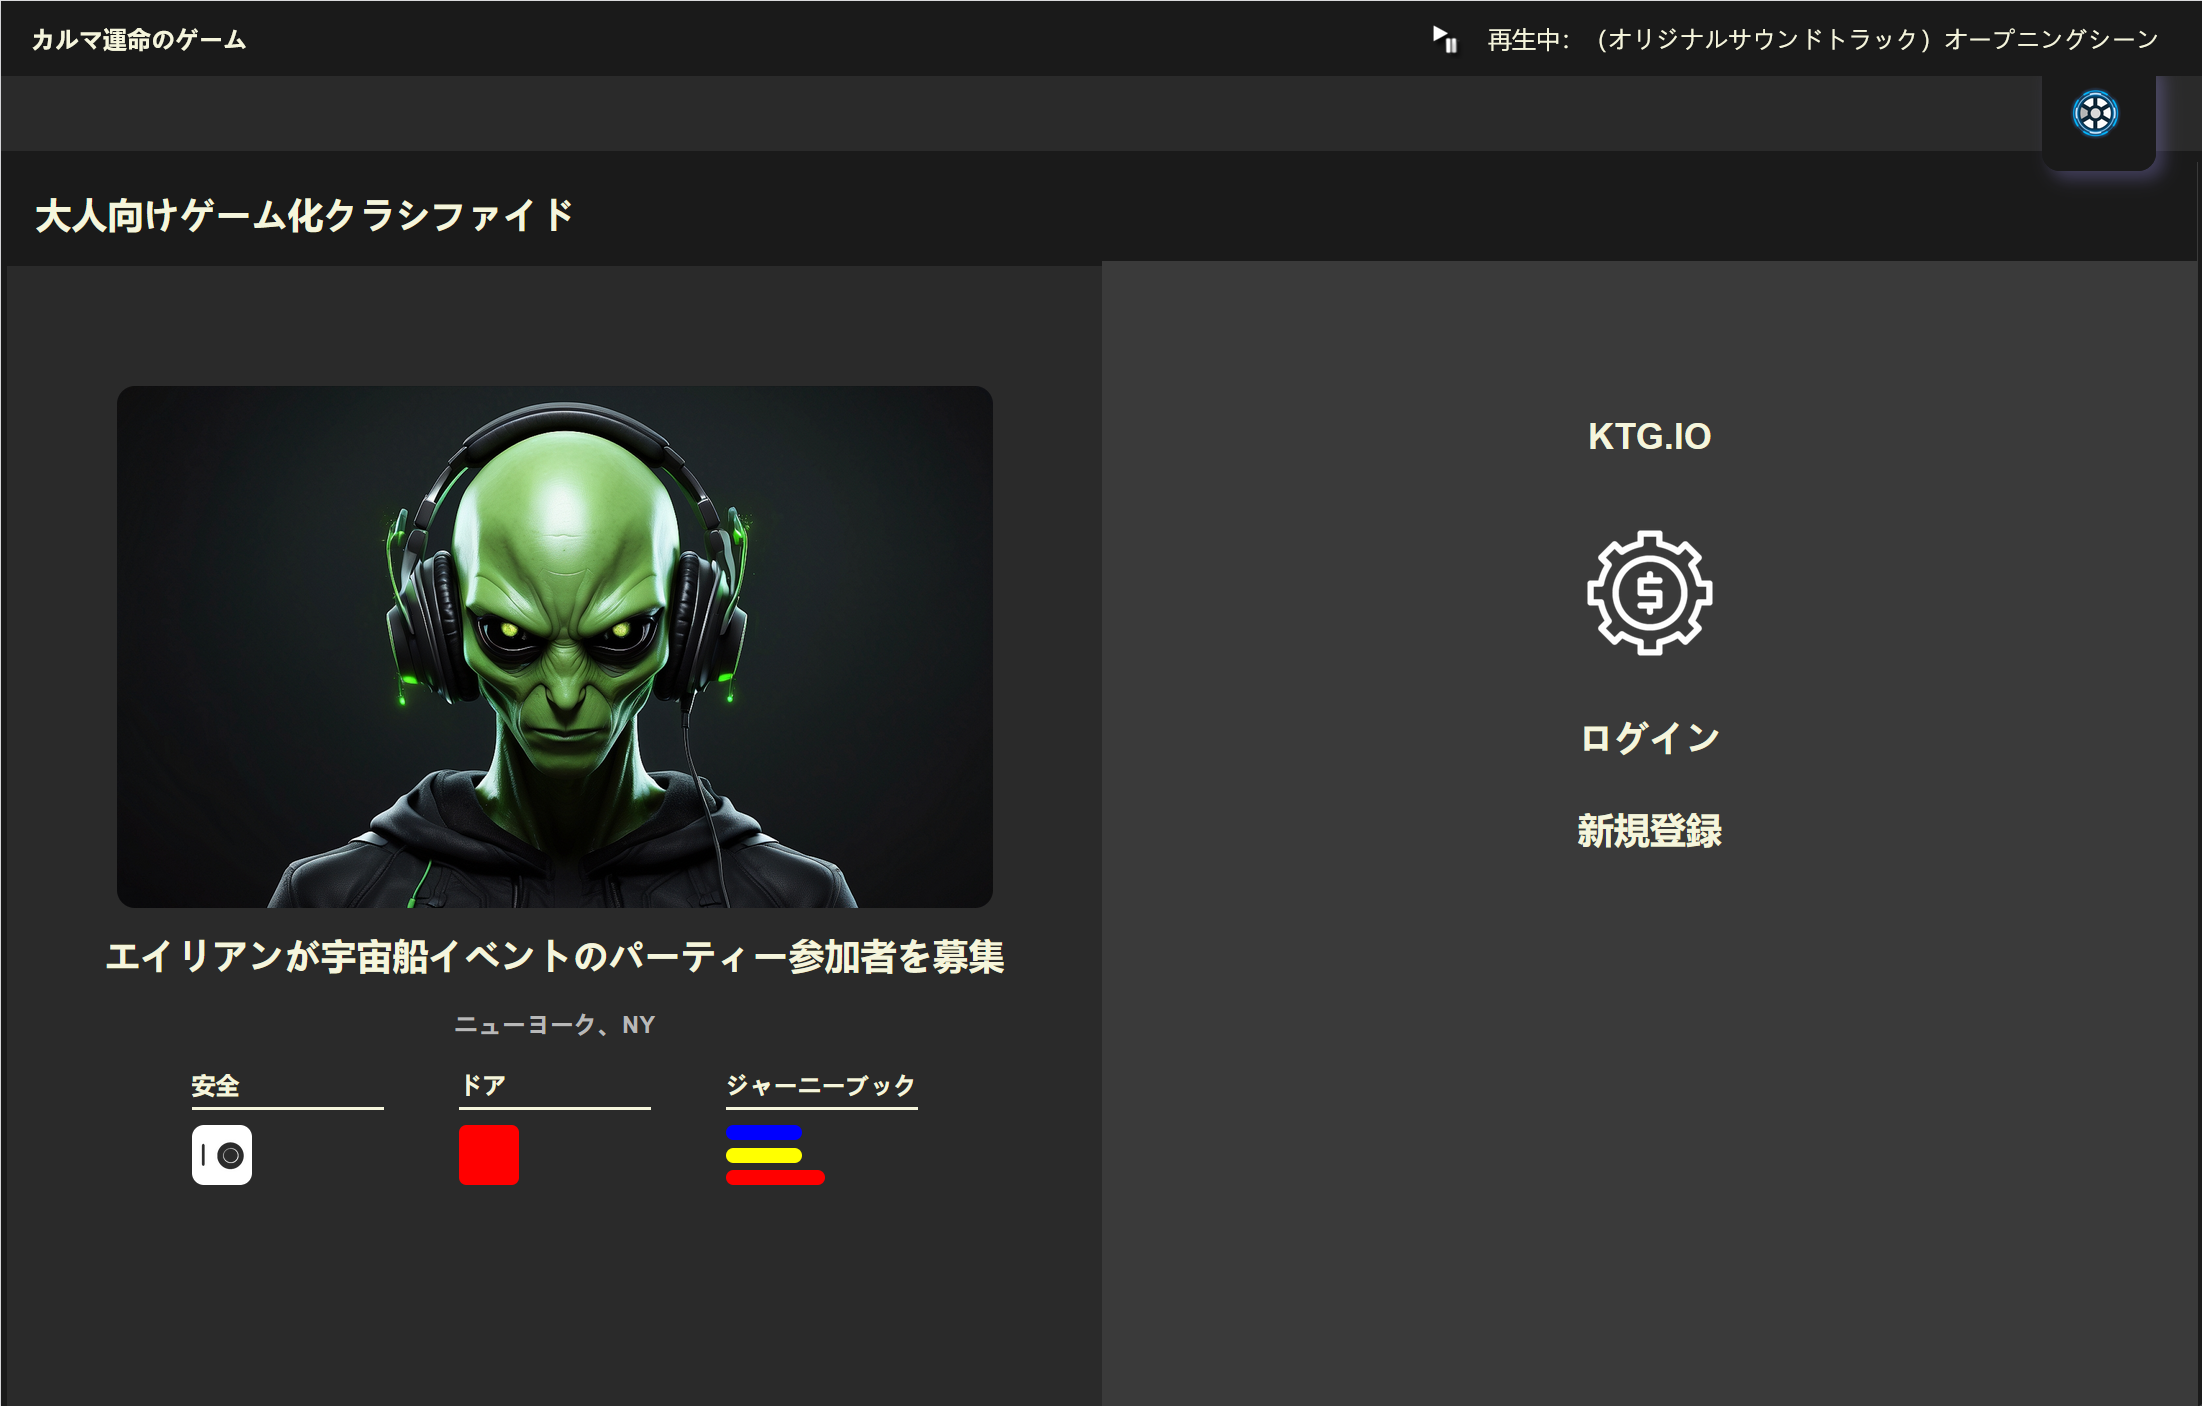 カルマ運命のゲーム
再生中：（オリジナルサウンドトラック）オープニングシーン
大人向けゲーム化クラシファイド
KTG.IO
$
ログイン
新規登録
エイリアンが宇宙船イベントのパーティー参加者を募集
ニューヨーク、NY
安全
ドア
ジャーニーブック